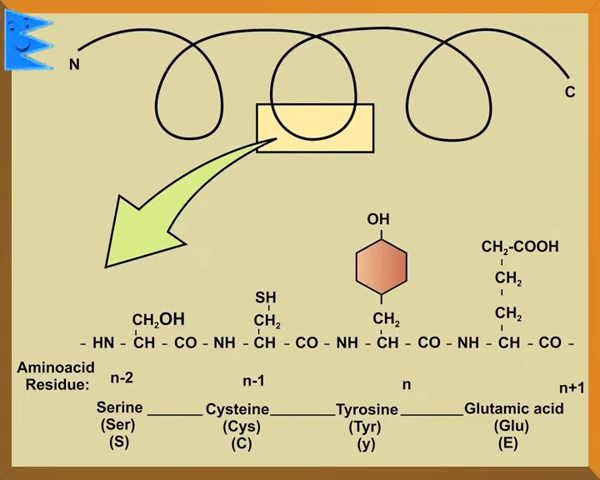 N
C
OH
CH₂-COOH
SH
CH₂
CH₂OH
CH₂
CH₂
CH₂
- HN - CH - CO - NH - CH - CO - NH - CH - CO - NH - CH - CO -
Aminoacid
Residue:
n-2
n-1
n
n+1
Serine
Cysteine
Tyrosine
Glutamic acid
(Ser)
(Cys)
(Tyr)
(Glu)
(S)
(C)
(y)
(E)